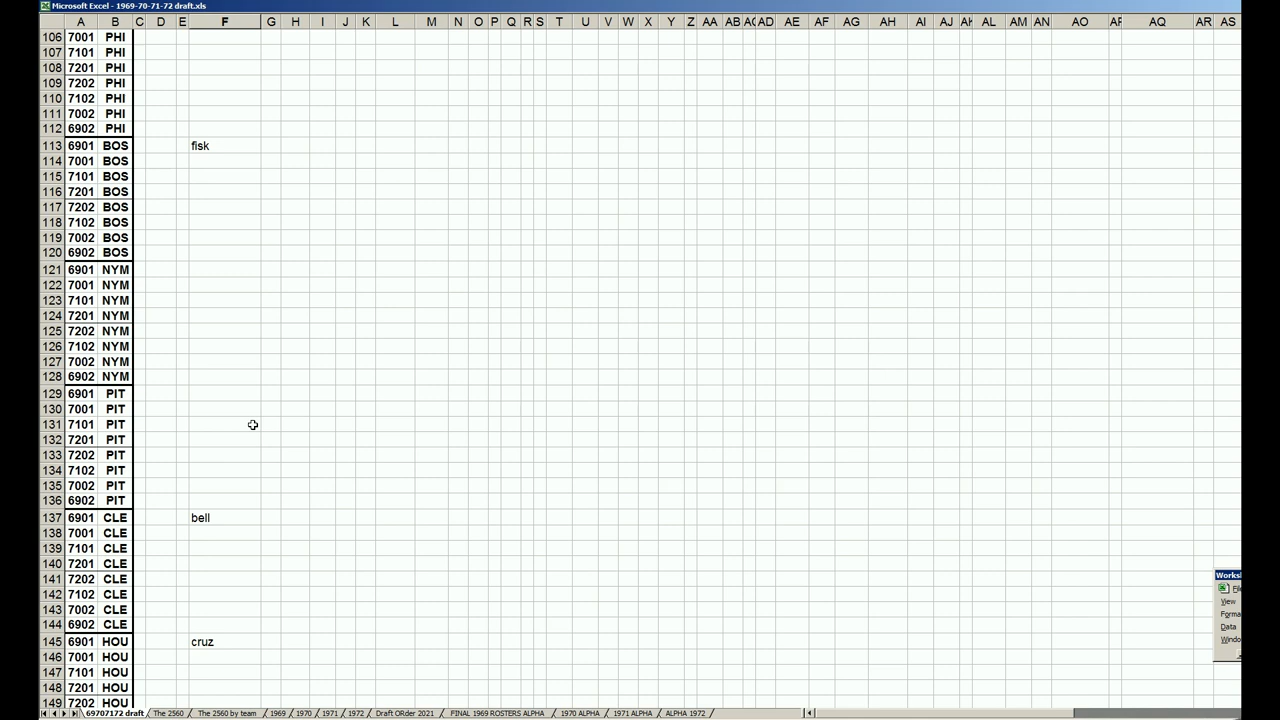 Microsoft Excel - 1969-70-71-72 draft.xls
A B C D E F G H I J K L M N O P Q R S T U V W X Y Z AA AB AC AD AE AF AG AH AI AJ AK AL AM AN AO AP AQ AR AS
106 7001 PHI
107 7101 PHI
108 7201 PHI
109 7202 PHI
110 7102 PHI
111 7002 PHI
112 6902 PHI
113 6901 BOS fisk
114 7001 BOS
115 7101 BOS
116 7201 BOS
117 7202 BOS
118 7102 BOS
119 7002 BOS
120 6902 BOS
121 6901 NYM
122 7001 NYM
123 7101 NYM
124 7201 NYM
125 7202 NYM
126 7102 NYM
127 7002 NYM
128 6902 NYM
129 6901 PIT
130 7001 PIT
131 7101 PIT
132 7201 PIT
133 7202 PIT
134 7102 PIT
135 7002 PIT
136 6902 PIT
137 6901 CLE bell
138 7001 CLE
139 7101 CLE
140 7201 CLE
141 7202 CLE
142 7102 CLE
143 7002 CLE
144 6902 CLE
145 6901 HOU cruz
146 7001 HOU
147 7101 HOU
148 7201 HOU
149 7202 HOU
View
Data
69707172 draft The 2560 The 2560 by team 1969 1970 1971 1972 Draft ORder 2021 FINAL 1969 ROSTERS ALPHA 1970 ALPHA 1971 ALPHA ALPHA 1972